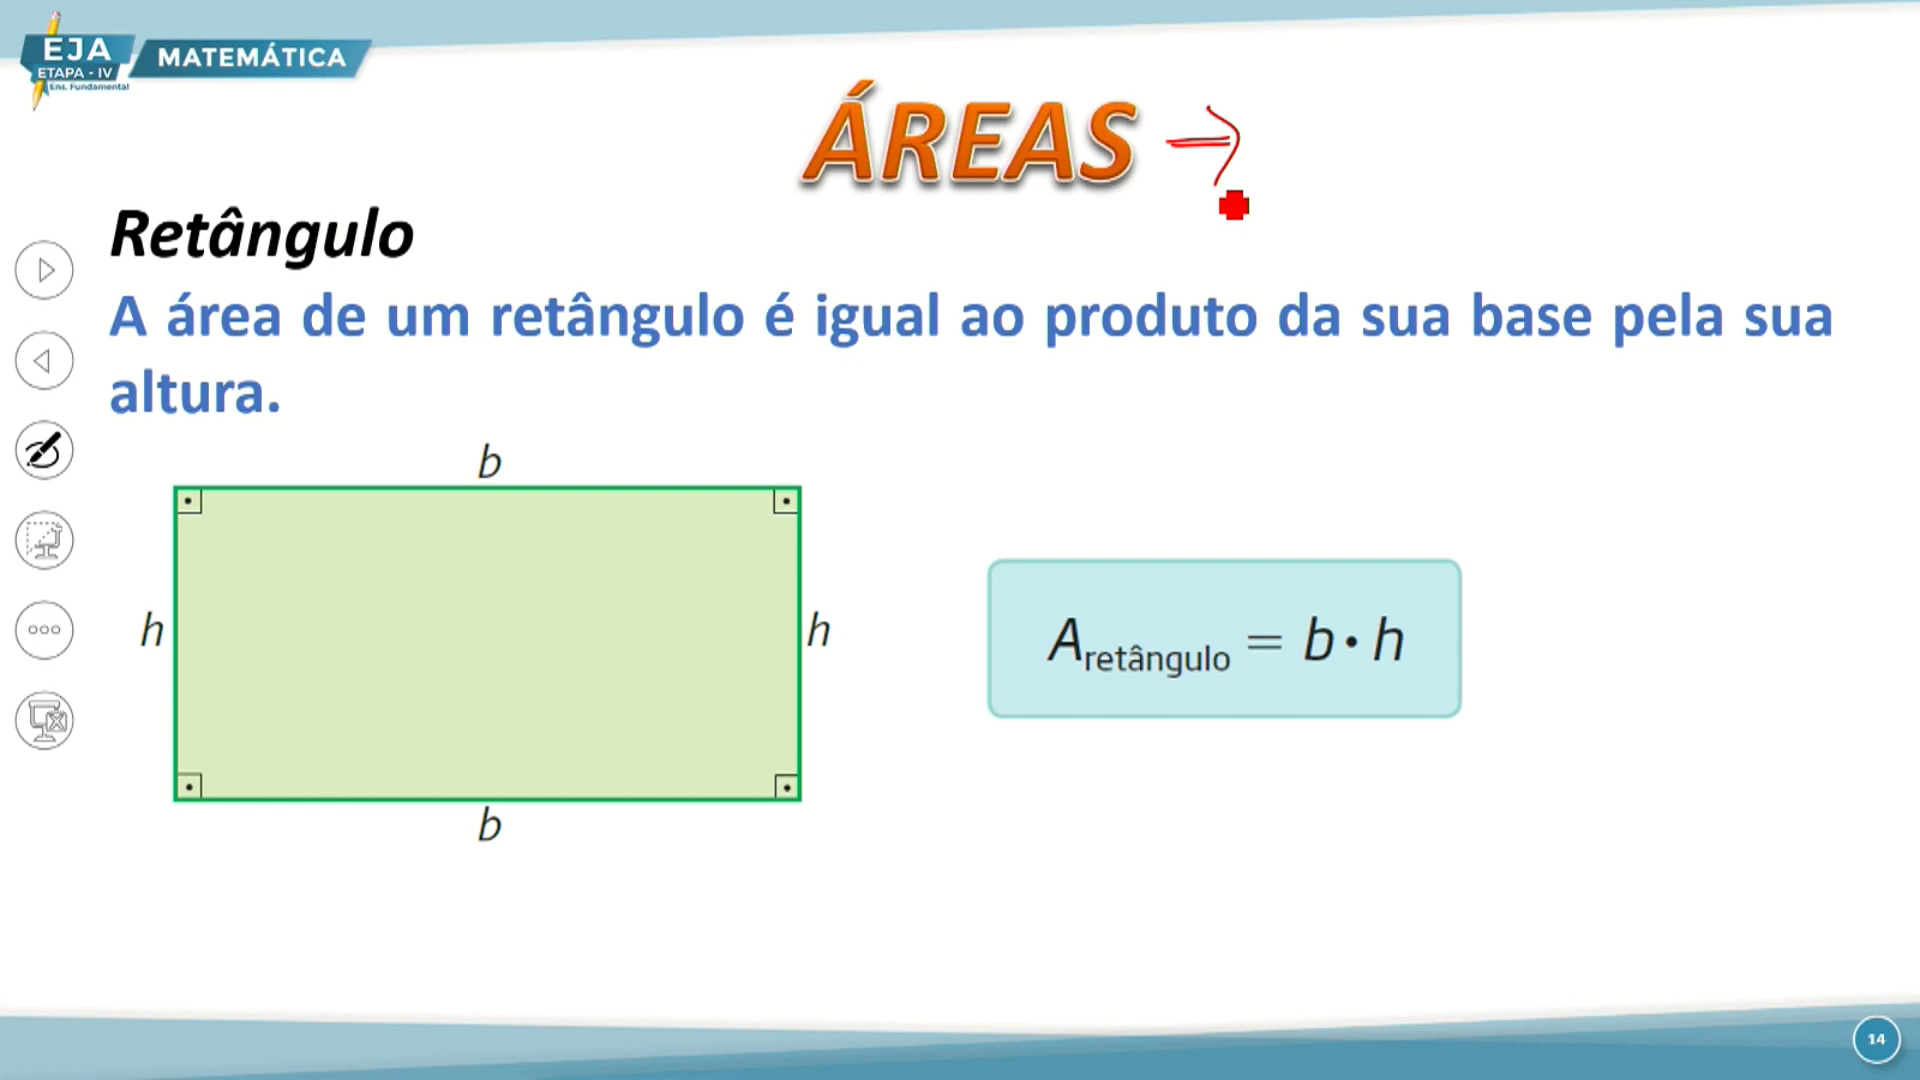 EJA
ETAPA - IV
Ens. Fundamental
MATEMÁTICA
ÁREAS
Retângulo
A área de um retângulo é igual ao produto da sua base pela sua
altura.
b
h
h
A retângulo = b • h
b
14